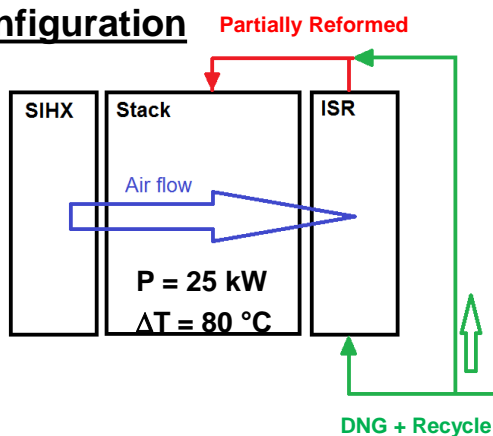 nfiguration
Partially Reformed
SIHX
Stack
ISR
Air flow
P = 25 kW
ΔT = 80 °C
DNG + Recycle